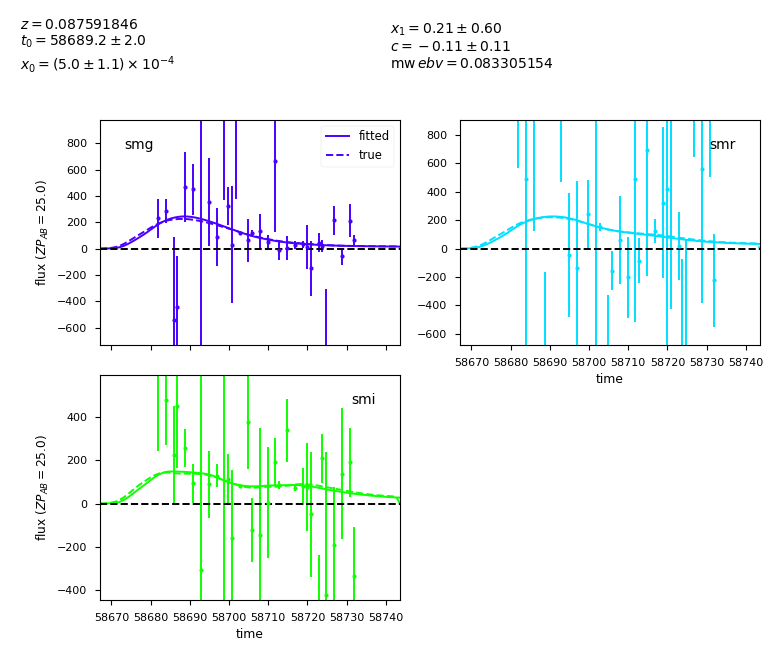 z = 0.087591846
t₀ = 58689.2 ± 2.0
x₀ = (5.0 ± 1.1) × 10⁻⁴
x₁ = 0.21 ± 0.60
c = −0.11 ± 0.11
mw ebv = 0.083305154
smg
fitted
true
800
600
400
200
0
−200
−400
−600
flux (ZP_AB = 25.0)
smr
800
600
400
200
0
−200
−400
−600
58670 58680 58690 58700 58710 58720 58730 58740
time
smi
400
200
0
−200
−400
flux (ZP_AB = 25.0)
58670 58680 58690 58700 58710 58720 58730 58740
time